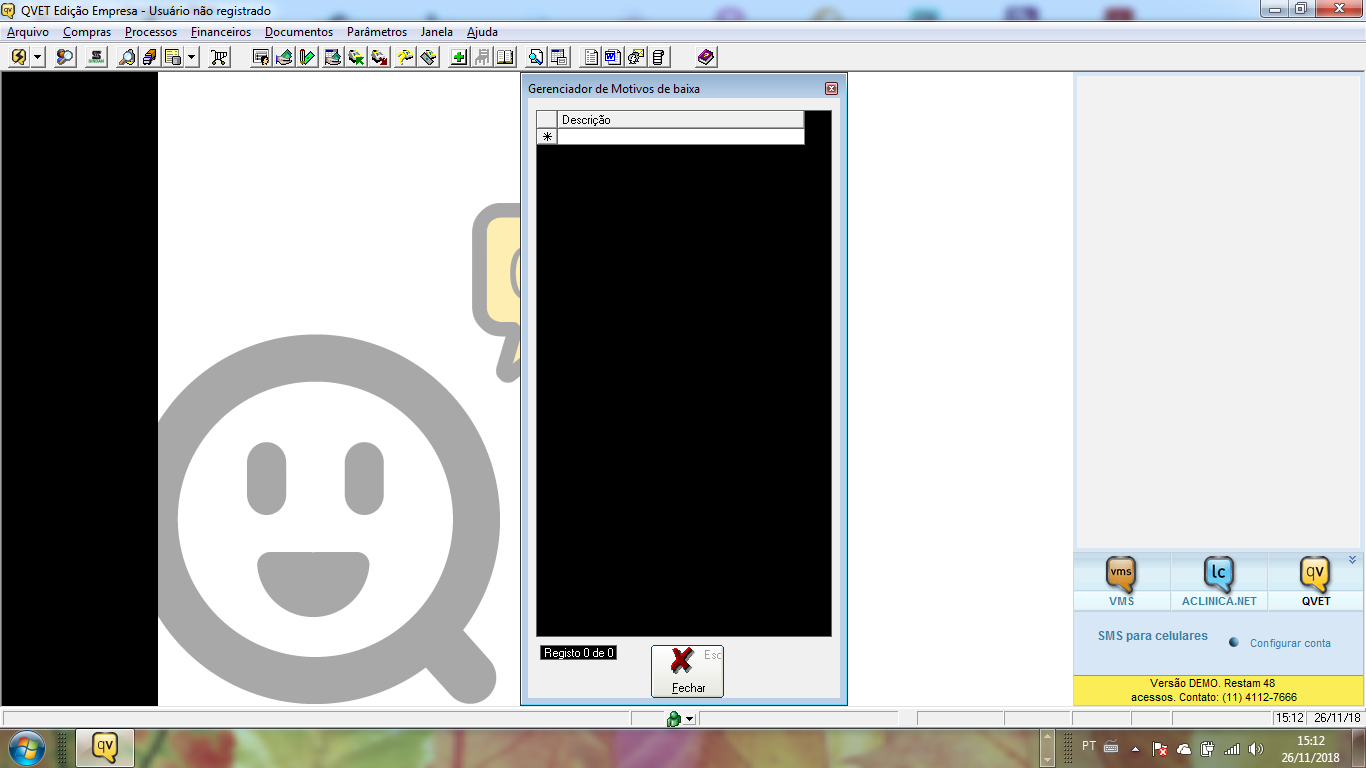 QVET Edição Empresa - Usuário não registrado
Arquivo Compras Processos Financeiros Documentos Parâmetros Janela Ajuda
Gerenciador de Motivos de baixa
Descrição
Registo 0 de 0
Esc
Fechar
vms
lc
qv
VMS
ACLINICA.NET
QVET
SMS para celulares
Configurar conta
Versão DEMO. Restam 48
acessos. Contato: (11) 4112-7666
15:12 26/11/18
qv
PT
15:12
26/11/2018